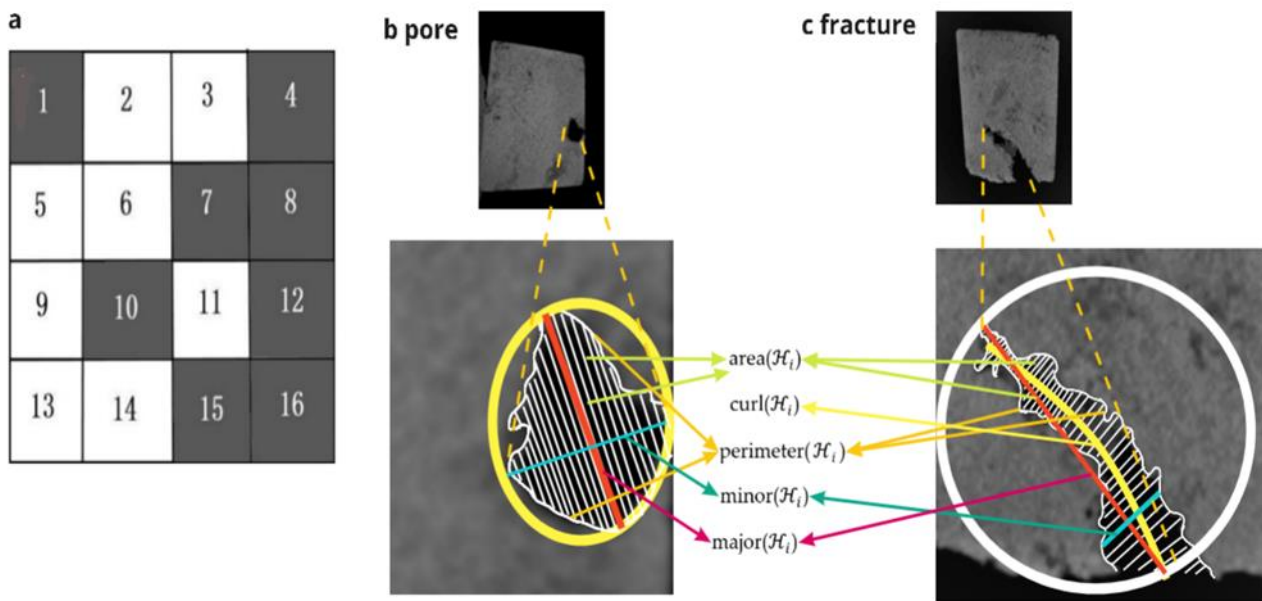 a
1 2 3 4
5 6 7 8
9 10 11 12
13 14 15 16
b pore
c fracture
area(ℋᵢ)
curl(ℋᵢ)
perimeter(ℋᵢ)
minor(ℋᵢ)
major(ℋᵢ)